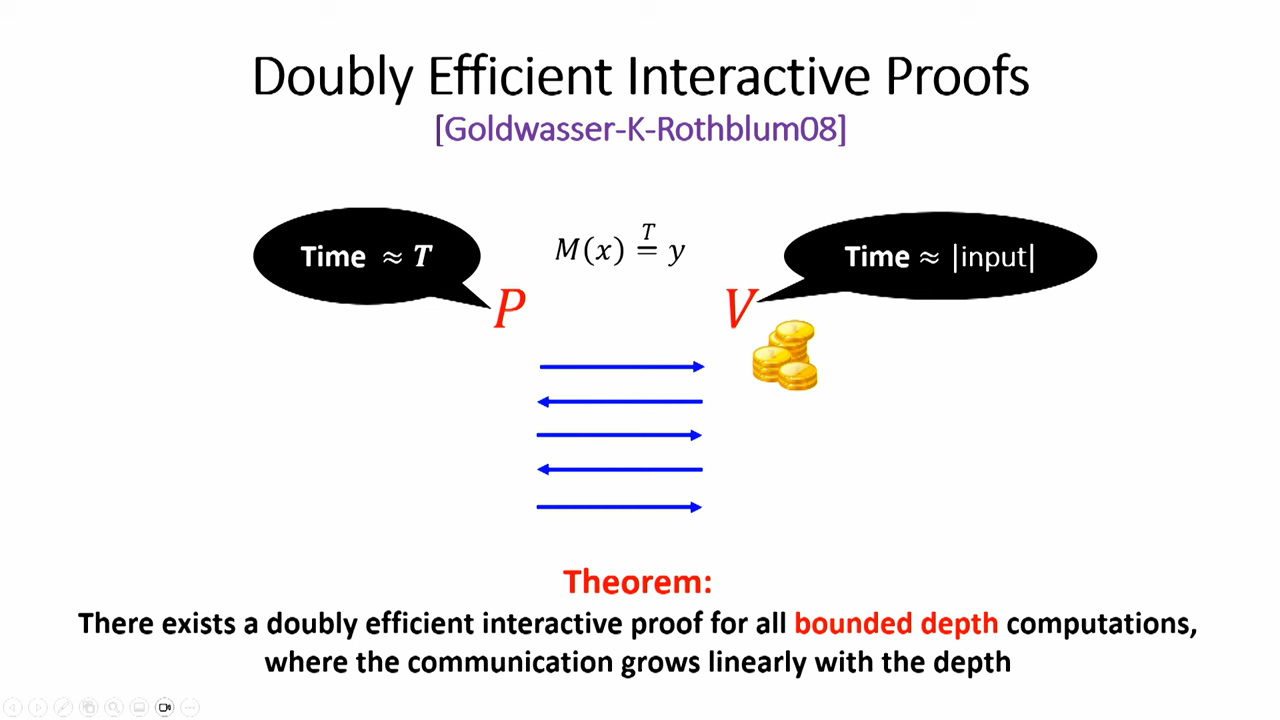 Doubly Efficient Interactive Proofs
[Goldwasser-K-Rothblum08]
Time ≈ T
M(x) =^T y
Time ≈ |input|
P
V
Theorem:
There exists a doubly efficient interactive proof for all bounded depth computations,
where the communication grows linearly with the depth